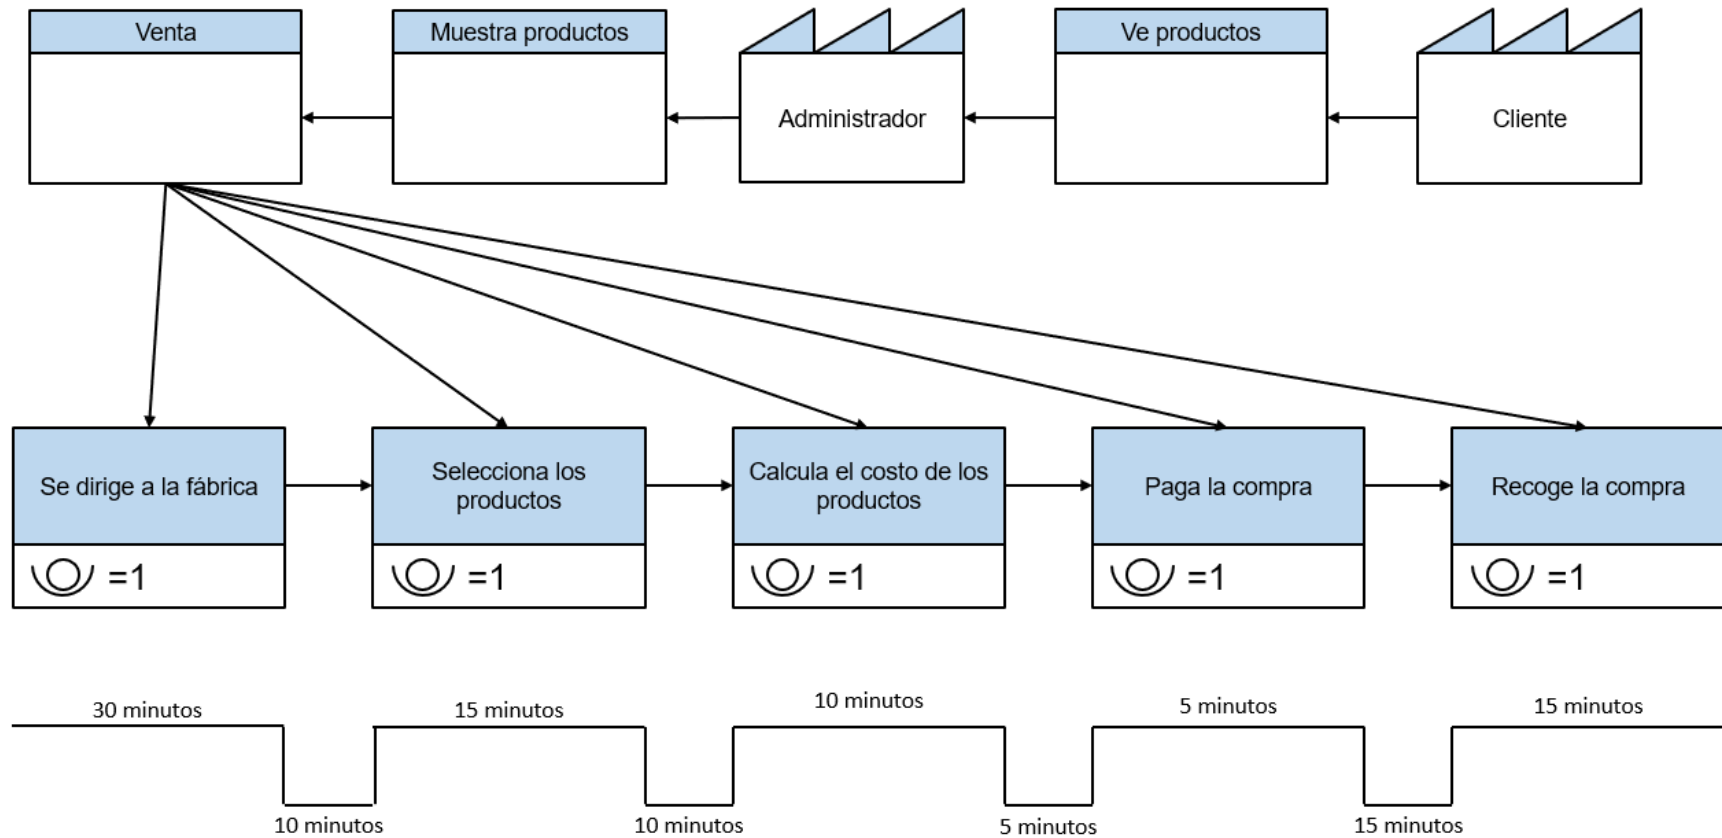 Venta
Muestra productos
Administrador
Ve productos
Cliente
Se dirige a la fábrica
Selecciona los
productos
Calcula el costo de los
productos
Paga la compra
Recoge la compra
=1
=1
=1
=1
=1
30 minutos
15 minutos
10 minutos
5 minutos
15 minutos
10 minutos
10 minutos
5 minutos
15 minutos